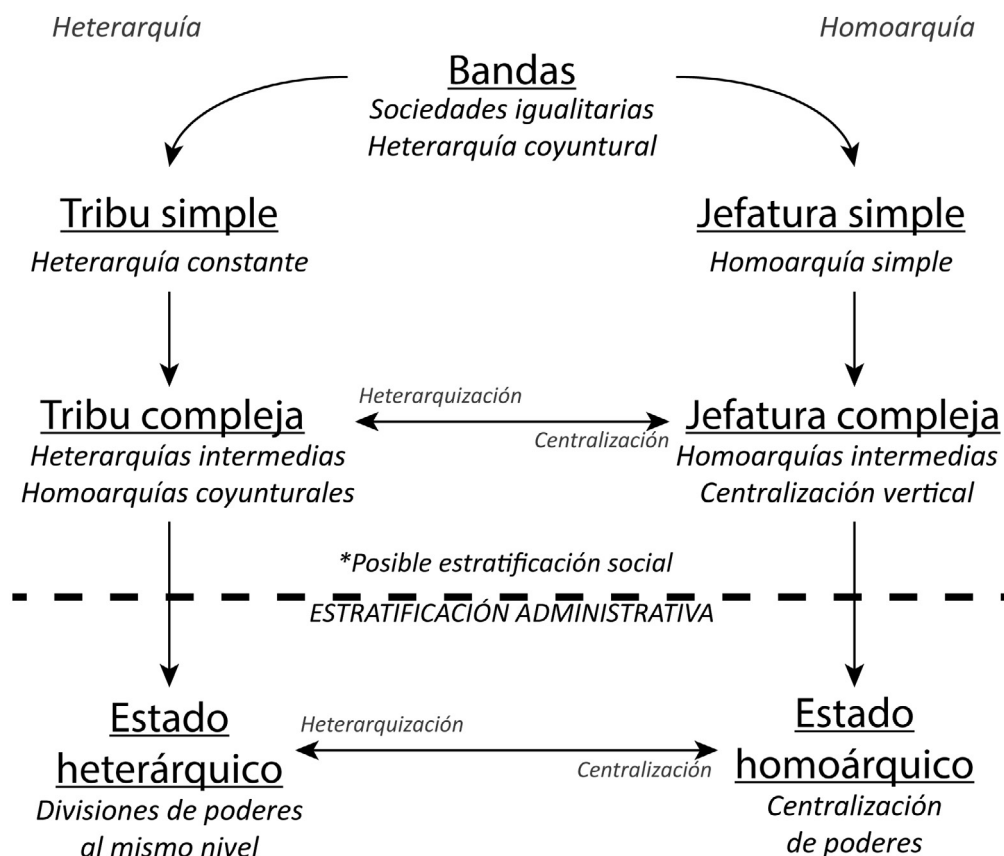 Heterarquía
Homoarquía
Bandas
Sociedades igualitarias
Heterarquía coyuntural
Tribu simple
Heterarquía constante
Jefatura simple
Homoarquía simple
Tribu compleja
Heterarquías intermedias
Homoarquías coyunturales
Heterarquización
Centralización
Jefatura compleja
Homoarquías intermedias
Centralización vertical
*Posible estratificación social
ESTRATIFICACIÓN ADMINISTRATIVA
Estado
heterárquico
Divisiones de poderes
al mismo nivel
Heterarquización
Centralización
Estado
homoárquico
Centralización
de poderes